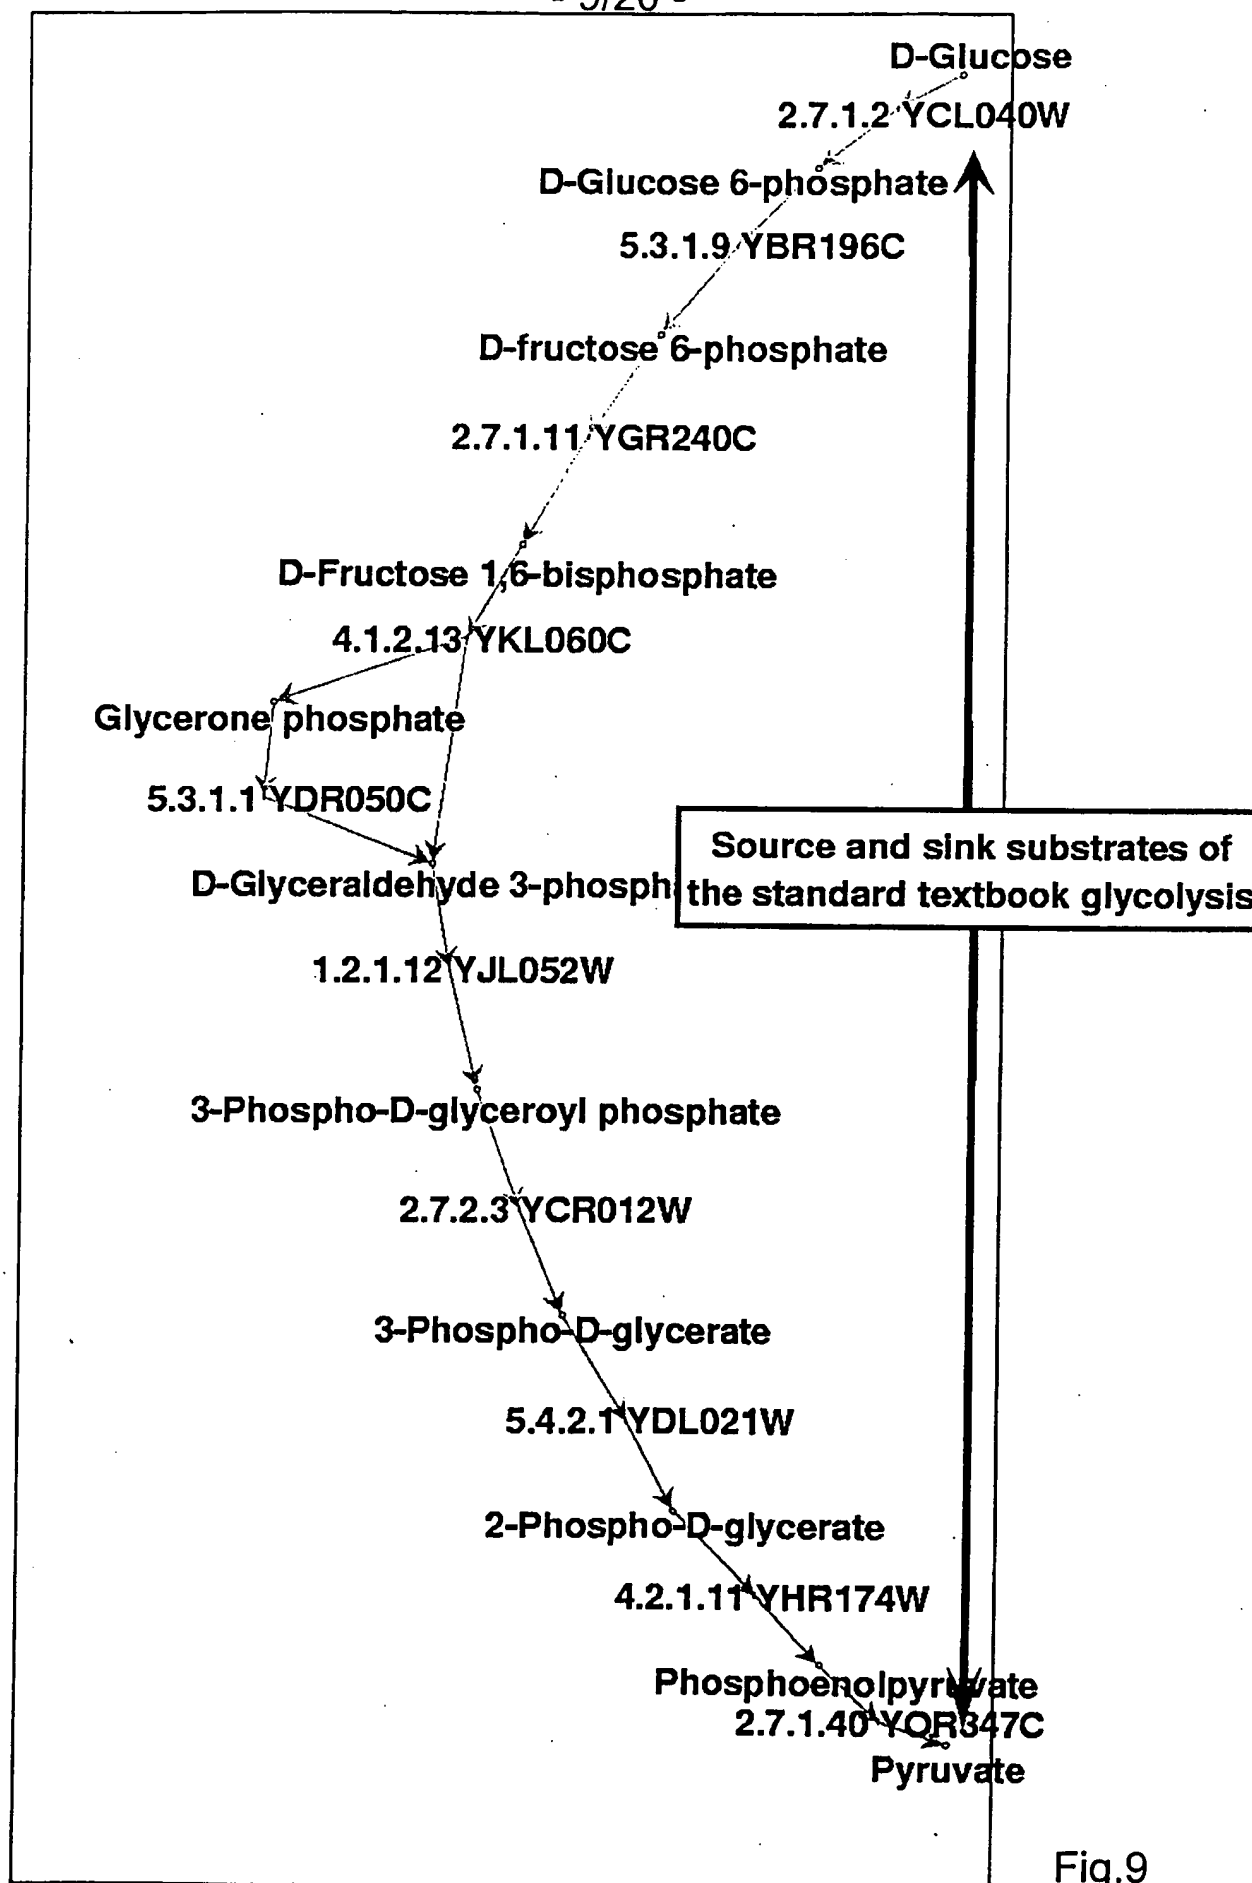 - 9/20 -
D-Glucose
2.7.1.2 YCL040W
D-Glucose 6-phosphate
5.3.1.9 YBR196C
D-fructose 6-phosphate
2.7.1.11 YGR240C
D-Fructose 1,6-bisphosphate
4.1.2.13 YKL060C
Glycerone phosphate
5.3.1.1 YDR050C
Source and sink substrates of
the standard textbook glycolysis
D-Glyceraldehyde 3-phosph
1.2.1.12 YJL052W
3-Phospho-D-glyceroyl phosphate
2.7.2.3 YCR012W
3-Phospho-D-glycerate
5.4.2.1 YDL021W
2-Phospho-D-glycerate
4.2.1.11 YHR174W
Phosphoenolpyruvate
2.7.1.40 YOR347C
Pyruvate
Fig.9